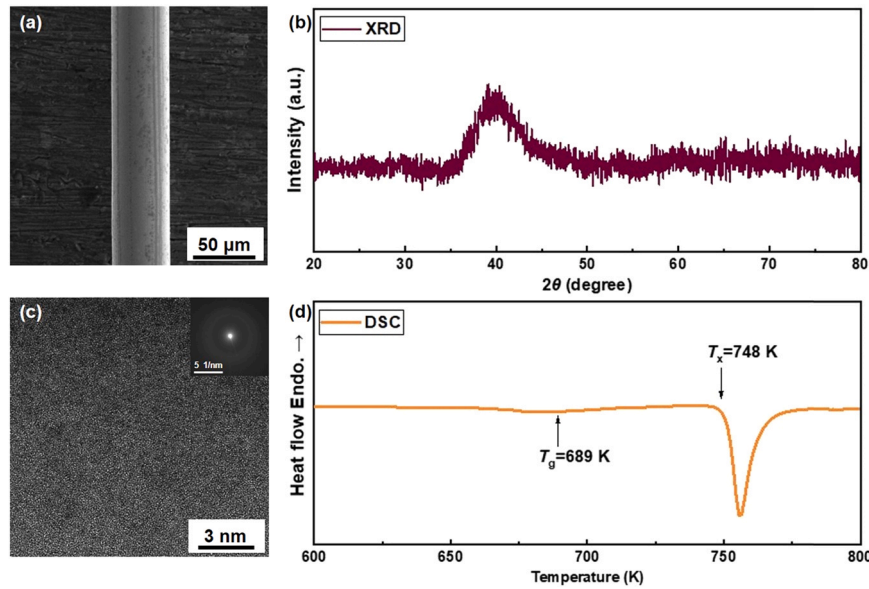 (a)
50 μm
(b)
XRD
Intensity (a.u.)
20 30 40 50 60 70 80
2θ (degree)
(c)
5 1/nm
3 nm
(d)
DSC
Heat flow Endo. →
Tx=748 K
Tg=689 K
600 650 700 750 800
Temperature (K)